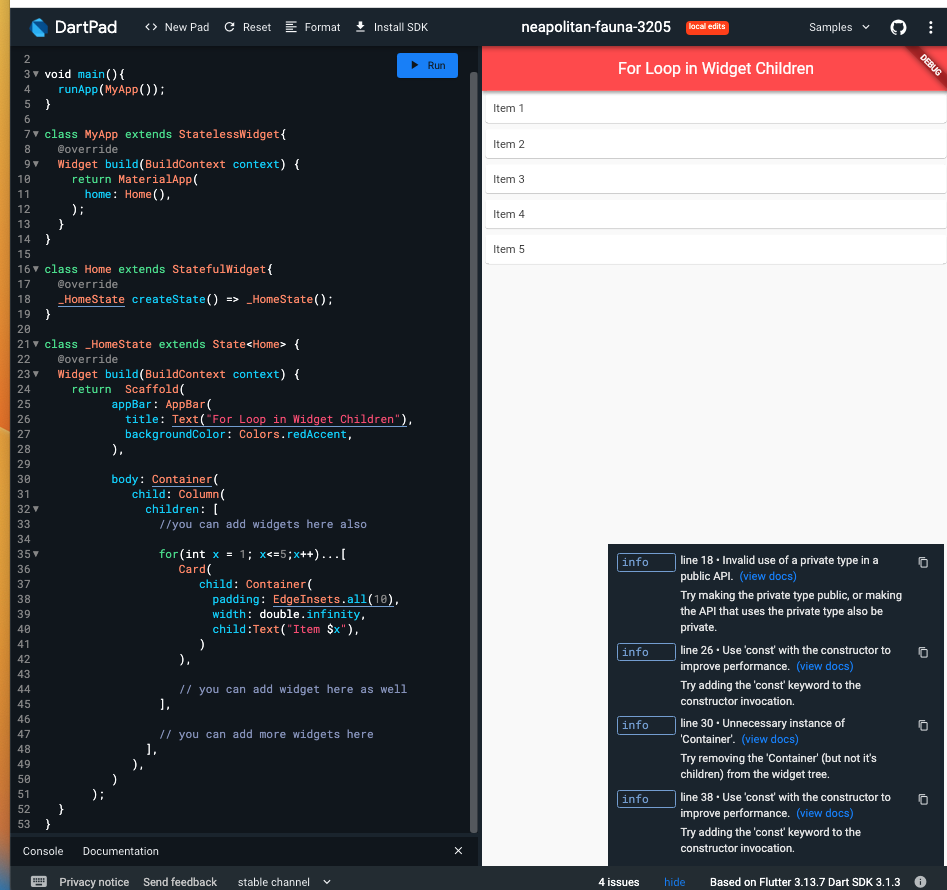 DartPad
<> New Pad
Reset
Format
Install SDK
neapolitan-fauna-3205
local edits
Samples
2
3 void main(){
4 runApp(MyApp());
5 }
6
7 class MyApp extends StatelessWidget{
8 @override
9 Widget build(BuildContext context) {
10 return MaterialApp(
11 home: Home(),
12 );
13 }
14 }
15
16 class Home extends StatefulWidget{
17 @override
18 _HomeState createState() => _HomeState();
19 }
20
21 class _HomeState extends State<Home> {
22 @override
23 Widget build(BuildContext context) {
24 return  Scaffold(
25 appBar: AppBar(
26 title: Text("For Loop in Widget Children"),
27 backgroundColor: Colors.redAccent,
28 ),
29
30 body: Container(
31 child: Column(
32 children: [
33 //you can add widgets here also
34
35 for(int x = 1; x<=5;x++)...[
36 Card(
37 child: Container(
38 padding: EdgeInsets.all(10),
39 width: double.infinity,
40 child:Text("Item $x"),
41 )
42 ),
43
44 // you can add widget here as well
45 ],
46
47 // you can add more widgets here
48 ],
49 ),
50 )
51 );
52 }
53 }
Run
For Loop in Widget Children
DEBUG
Item 1
Item 2
Item 3
Item 4
Item 5
info
line 18 • Invalid use of a private type in a
public API. (view docs)
Try making the private type public, or making
the API that uses the private type also be
private.
info
line 26 • Use 'const' with the constructor to
improve performance. (view docs)
Try adding the 'const' keyword to the
constructor invocation.
info
line 30 • Unnecessary instance of
'Container'. (view docs)
Try removing the 'Container' (but not it's
children) from the widget tree.
info
line 38 • Use 'const' with the constructor to
improve performance. (view docs)
Try adding the 'const' keyword to the
constructor invocation.
Console
Documentation
Privacy notice
Send feedback
stable channel
4 issues
hide
Based on Flutter 3.13.7 Dart SDK 3.1.3